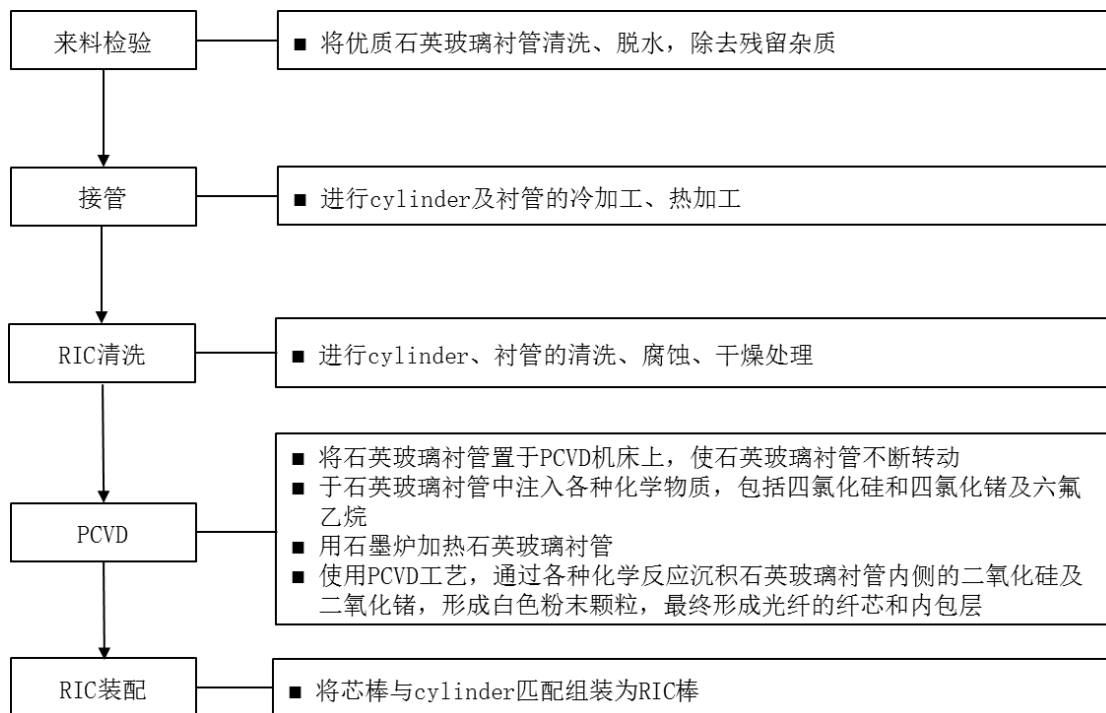 来料检验
■ 将优质石英玻璃衬管清洗、脱水，除去残留杂质
接管
■ 进行cylinder及衬管的冷加工、热加工
RIC清洗
■ 进行cylinder、衬管的清洗、腐蚀、干燥处理
PCVD
■ 将石英玻璃衬管置于PCVD机床上，使石英玻璃衬管不断转动
■ 于石英玻璃衬管中注入各种化学物质，包括四氯化硅和四氯化锗及六氟
乙烷
■ 用石墨炉加热石英玻璃衬管
■ 使用PCVD工艺，通过各种化学反应沉积石英玻璃衬管内侧的二氧化硅及
二氧化锗，形成白色粉末颗粒，最终形成光纤的纤芯和内包层
RIC装配
■ 将芯棒与cylinder匹配组装为RIC棒